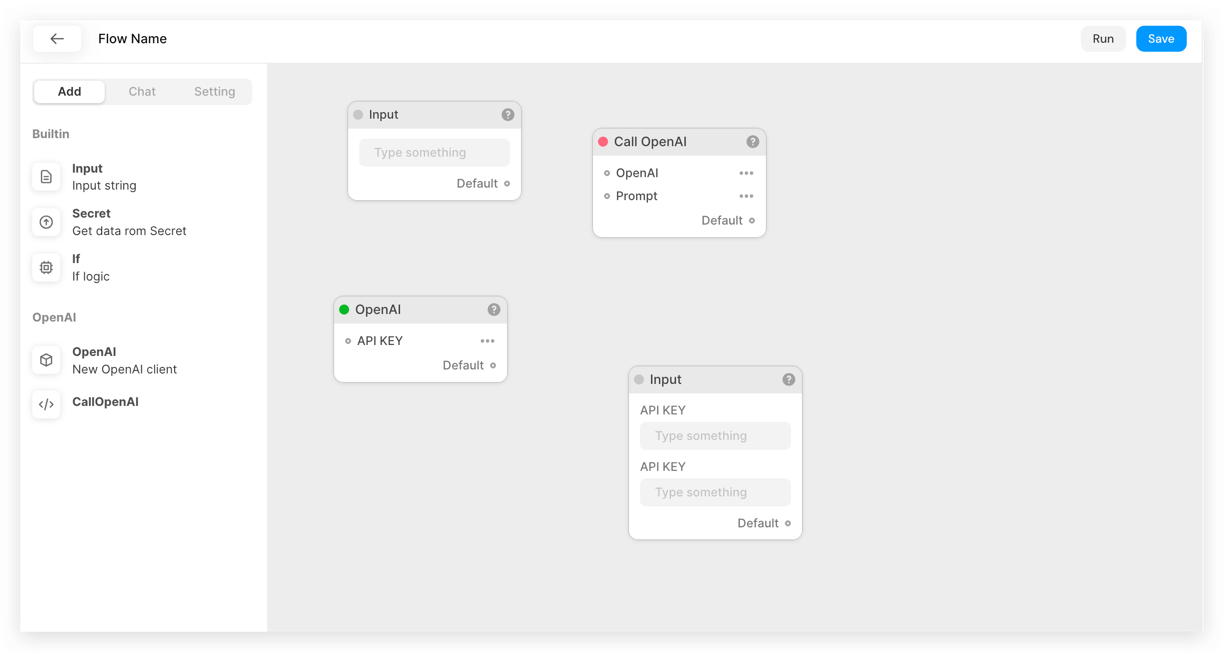 Flow Name
Run
Save
Add
Chat
Setting
Builtin
Input
Input string
Secret
Get data rom Secret
If
If logic
OpenAI
OpenAI
New OpenAI client
CallOpenAI
Input
Type something
Default
Call OpenAI
OpenAI
Prompt
Default
OpenAI
API KEY
Default
Input
API KEY
Type something
API KEY
Type something
Default